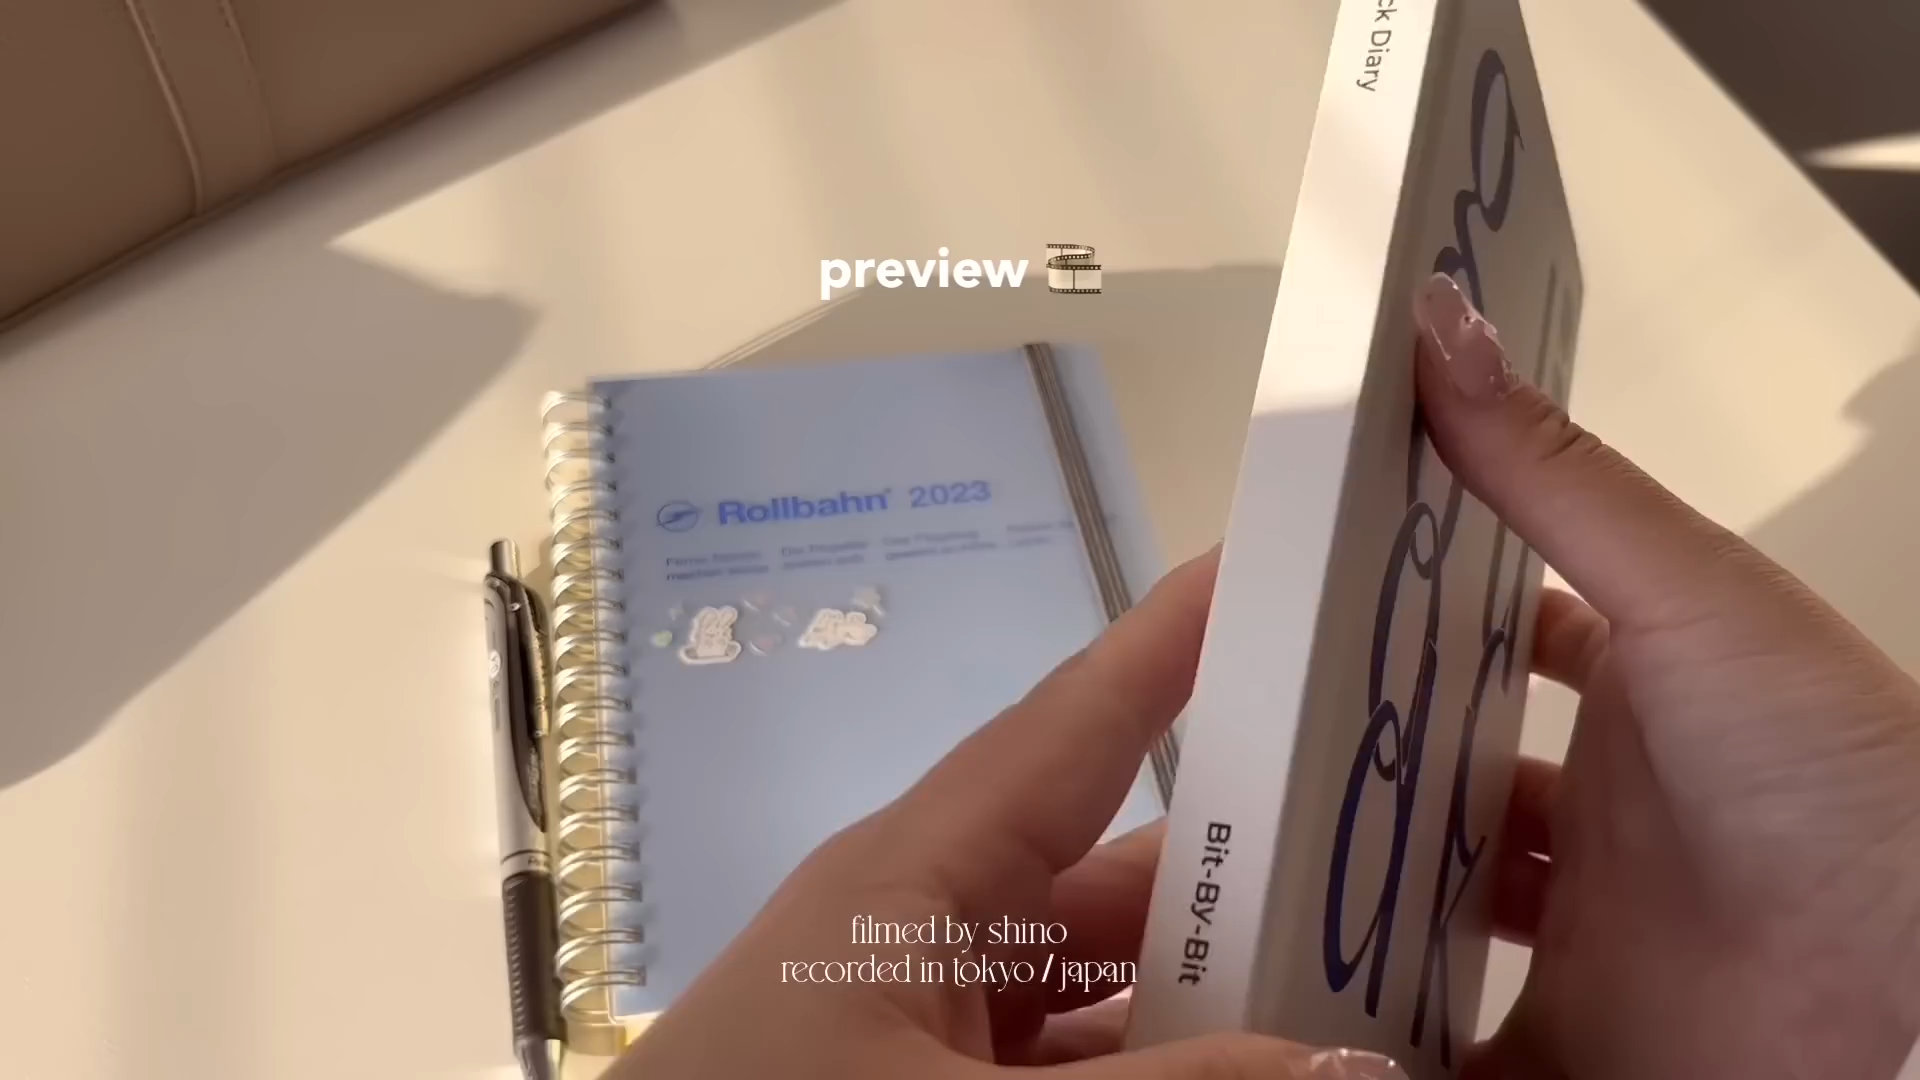 ck Diary
preview
Rollbahn 2023
Bit-By-Bit
filmed by shino
recorded in tokyo / japan